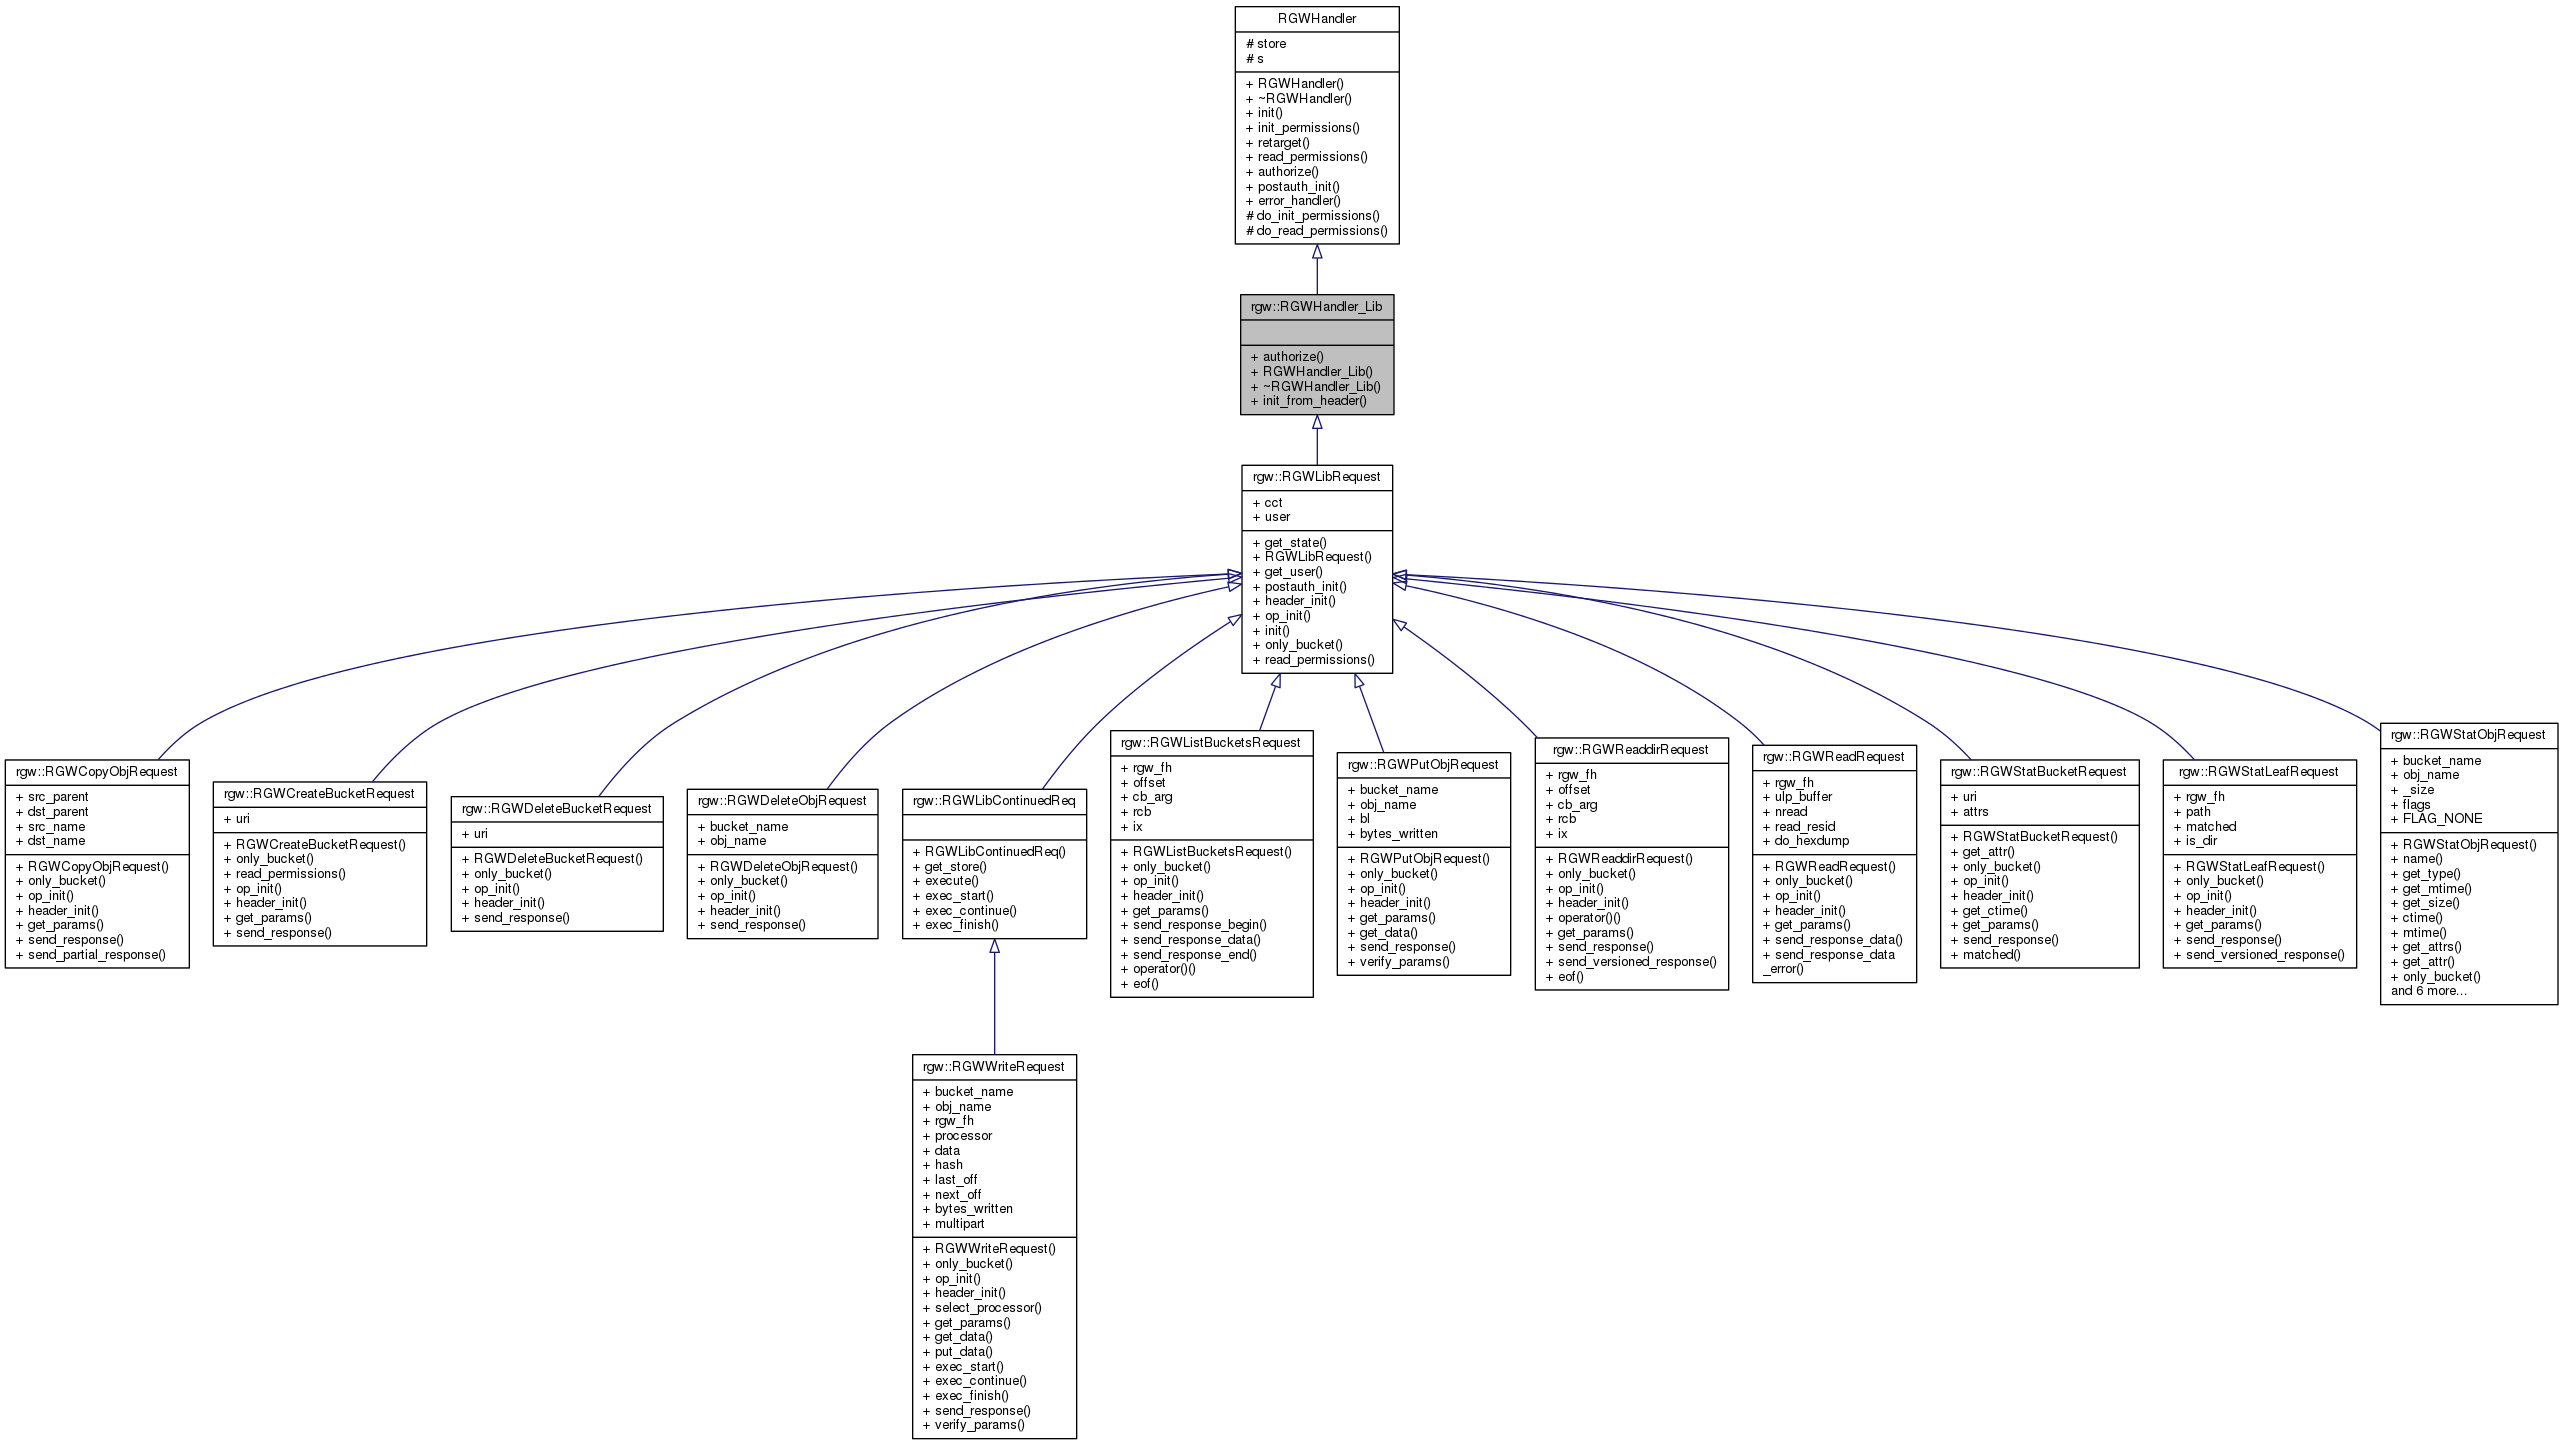 RGWHandler
# store
# s
+ RGWHandler()
+ ~RGWHandler()
+ init()
+ init_permissions()
+ retarget()
+ read_permissions()
+ authorize()
+ postauth_init()
+ error_handler()
# do_init_permissions()
# do_read_permissions()
rgw::RGWHandler_Lib
+ authorize()
+ RGWHandler_Lib()
+ ~RGWHandler_Lib()
+ init_from_header()
rgw::RGWLibRequest
+ cct
+ user
+ get_state()
+ RGWLibRequest()
+ get_user()
+ postauth_init()
+ header_init()
+ op_init()
+ init()
+ only_bucket()
+ read_permissions()
rgw::RGWCopyObjRequest
+ src_parent
+ dst_parent
+ src_name
+ dst_name
+ RGWCopyObjRequest()
+ only_bucket()
+ op_init()
+ header_init()
+ get_params()
+ send_response()
+ send_partial_response()
rgw::RGWCreateBucketRequest
+ uri
+ RGWCreateBucketRequest()
+ only_bucket()
+ read_permissions()
+ op_init()
+ header_init()
+ get_params()
+ send_response()
rgw::RGWDeleteBucketRequest
+ uri
+ RGWDeleteBucketRequest()
+ only_bucket()
+ op_init()
+ header_init()
+ send_response()
rgw::RGWDeleteObjRequest
+ bucket_name
+ obj_name
+ RGWDeleteObjRequest()
+ only_bucket()
+ op_init()
+ header_init()
+ send_response()
rgw::RGWLibContinuedReq
+ RGWLibContinuedReq()
+ get_store()
+ execute()
+ exec_start()
+ exec_continue()
+ exec_finish()
rgw::RGWListBucketsRequest
+ rgw_fh
+ offset
+ cb_arg
+ rcb
+ ix
+ RGWListBucketsRequest()
+ only_bucket()
+ op_init()
+ header_init()
+ get_params()
+ send_response_begin()
+ send_response_data()
+ send_response_end()
+ operator()()
+ eof()
rgw::RGWPutObjRequest
+ bucket_name
+ obj_name
+ bl
+ bytes_written
+ RGWPutObjRequest()
+ only_bucket()
+ op_init()
+ header_init()
+ get_params()
+ get_data()
+ send_response()
+ verify_params()
rgw::RGWReaddirRequest
+ rgw_fh
+ offset
+ cb_arg
+ rcb
+ ix
+ RGWReaddirRequest()
+ only_bucket()
+ op_init()
+ header_init()
+ operator()()
+ get_params()
+ send_response()
+ send_versioned_response()
+ eof()
rgw::RGWReadRequest
+ rgw_fh
+ ulp_buffer
+ nread
+ read_resid
+ do_hexdump
+ RGWReadRequest()
+ only_bucket()
+ op_init()
+ header_init()
+ get_params()
+ send_response_data()
+ send_response_data
_error()
rgw::RGWStatBucketRequest
+ uri
+ attrs
+ RGWStatBucketRequest()
+ get_attr()
+ only_bucket()
+ op_init()
+ header_init()
+ get_ctime()
+ get_params()
+ send_response()
+ matched()
rgw::RGWStatLeafRequest
+ rgw_fh
+ path
+ matched
+ is_dir
+ RGWStatLeafRequest()
+ only_bucket()
+ op_init()
+ header_init()
+ get_params()
+ send_response()
+ send_versioned_response()
rgw::RGWStatObjRequest
+ bucket_name
+ obj_name
+ _size
+ flags
+ FLAG_NONE
+ RGWStatObjRequest()
+ name()
+ get_type()
+ get_mtime()
+ get_size()
+ ctime()
+ mtime()
+ get_attrs()
+ get_attr()
+ only_bucket()
and 6 more...
rgw::RGWWriteRequest
+ bucket_name
+ obj_name
+ rgw_fh
+ processor
+ data
+ hash
+ last_off
+ next_off
+ bytes_written
+ multipart
+ RGWWriteRequest()
+ only_bucket()
+ op_init()
+ header_init()
+ select_processor()
+ get_params()
+ get_data()
+ put_data()
+ exec_start()
+ exec_continue()
+ exec_finish()
+ send_response()
+ verify_params()